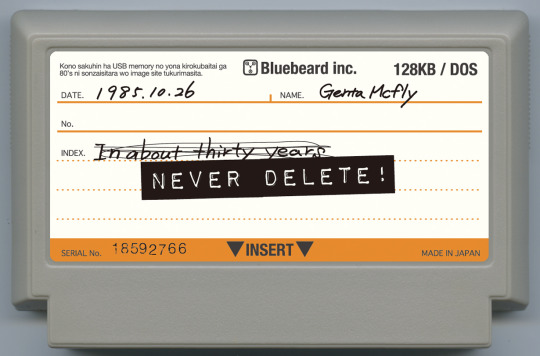 Kono sakuhin ha USB memory no yona kirokubaitai ga
80's ni sonzaisitara wo image site tukurimasita.
Bluebeard inc.
128KB / DOS
DATE. 1985.10.26
NAME. Genta Mcfly
No.
INDEX. In about thirty years
NEVER DELETE!
SERIAL No. 18592766
▼INSERT▼
MADE IN JAPAN